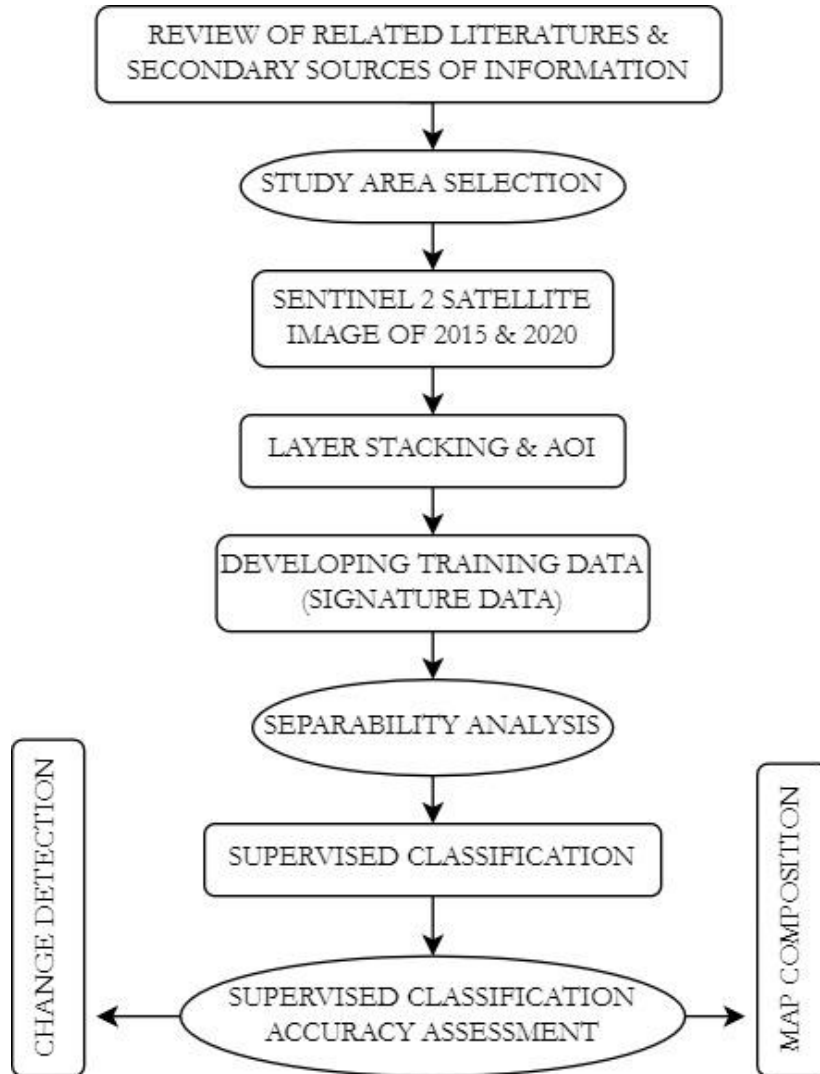 REVIEW OF RELATED LITERATURES &
SECONDARY SOURCES OF INFORMATION
STUDY AREA SELECTION
SENTINEL 2 SATELLITE
IMAGE OF 2015 & 2020
LAYER STACKING & AOI
DEVELOPING TRAINING DATA
(SIGNATURE DATA)
SEPARABILITY ANALYSIS
SUPERVISED CLASSIFICATION
SUPERVISED CLASSIFICATION
ACCURACY ASSESSMENT
CHANGE DETECTION
MAP COMPOSITION